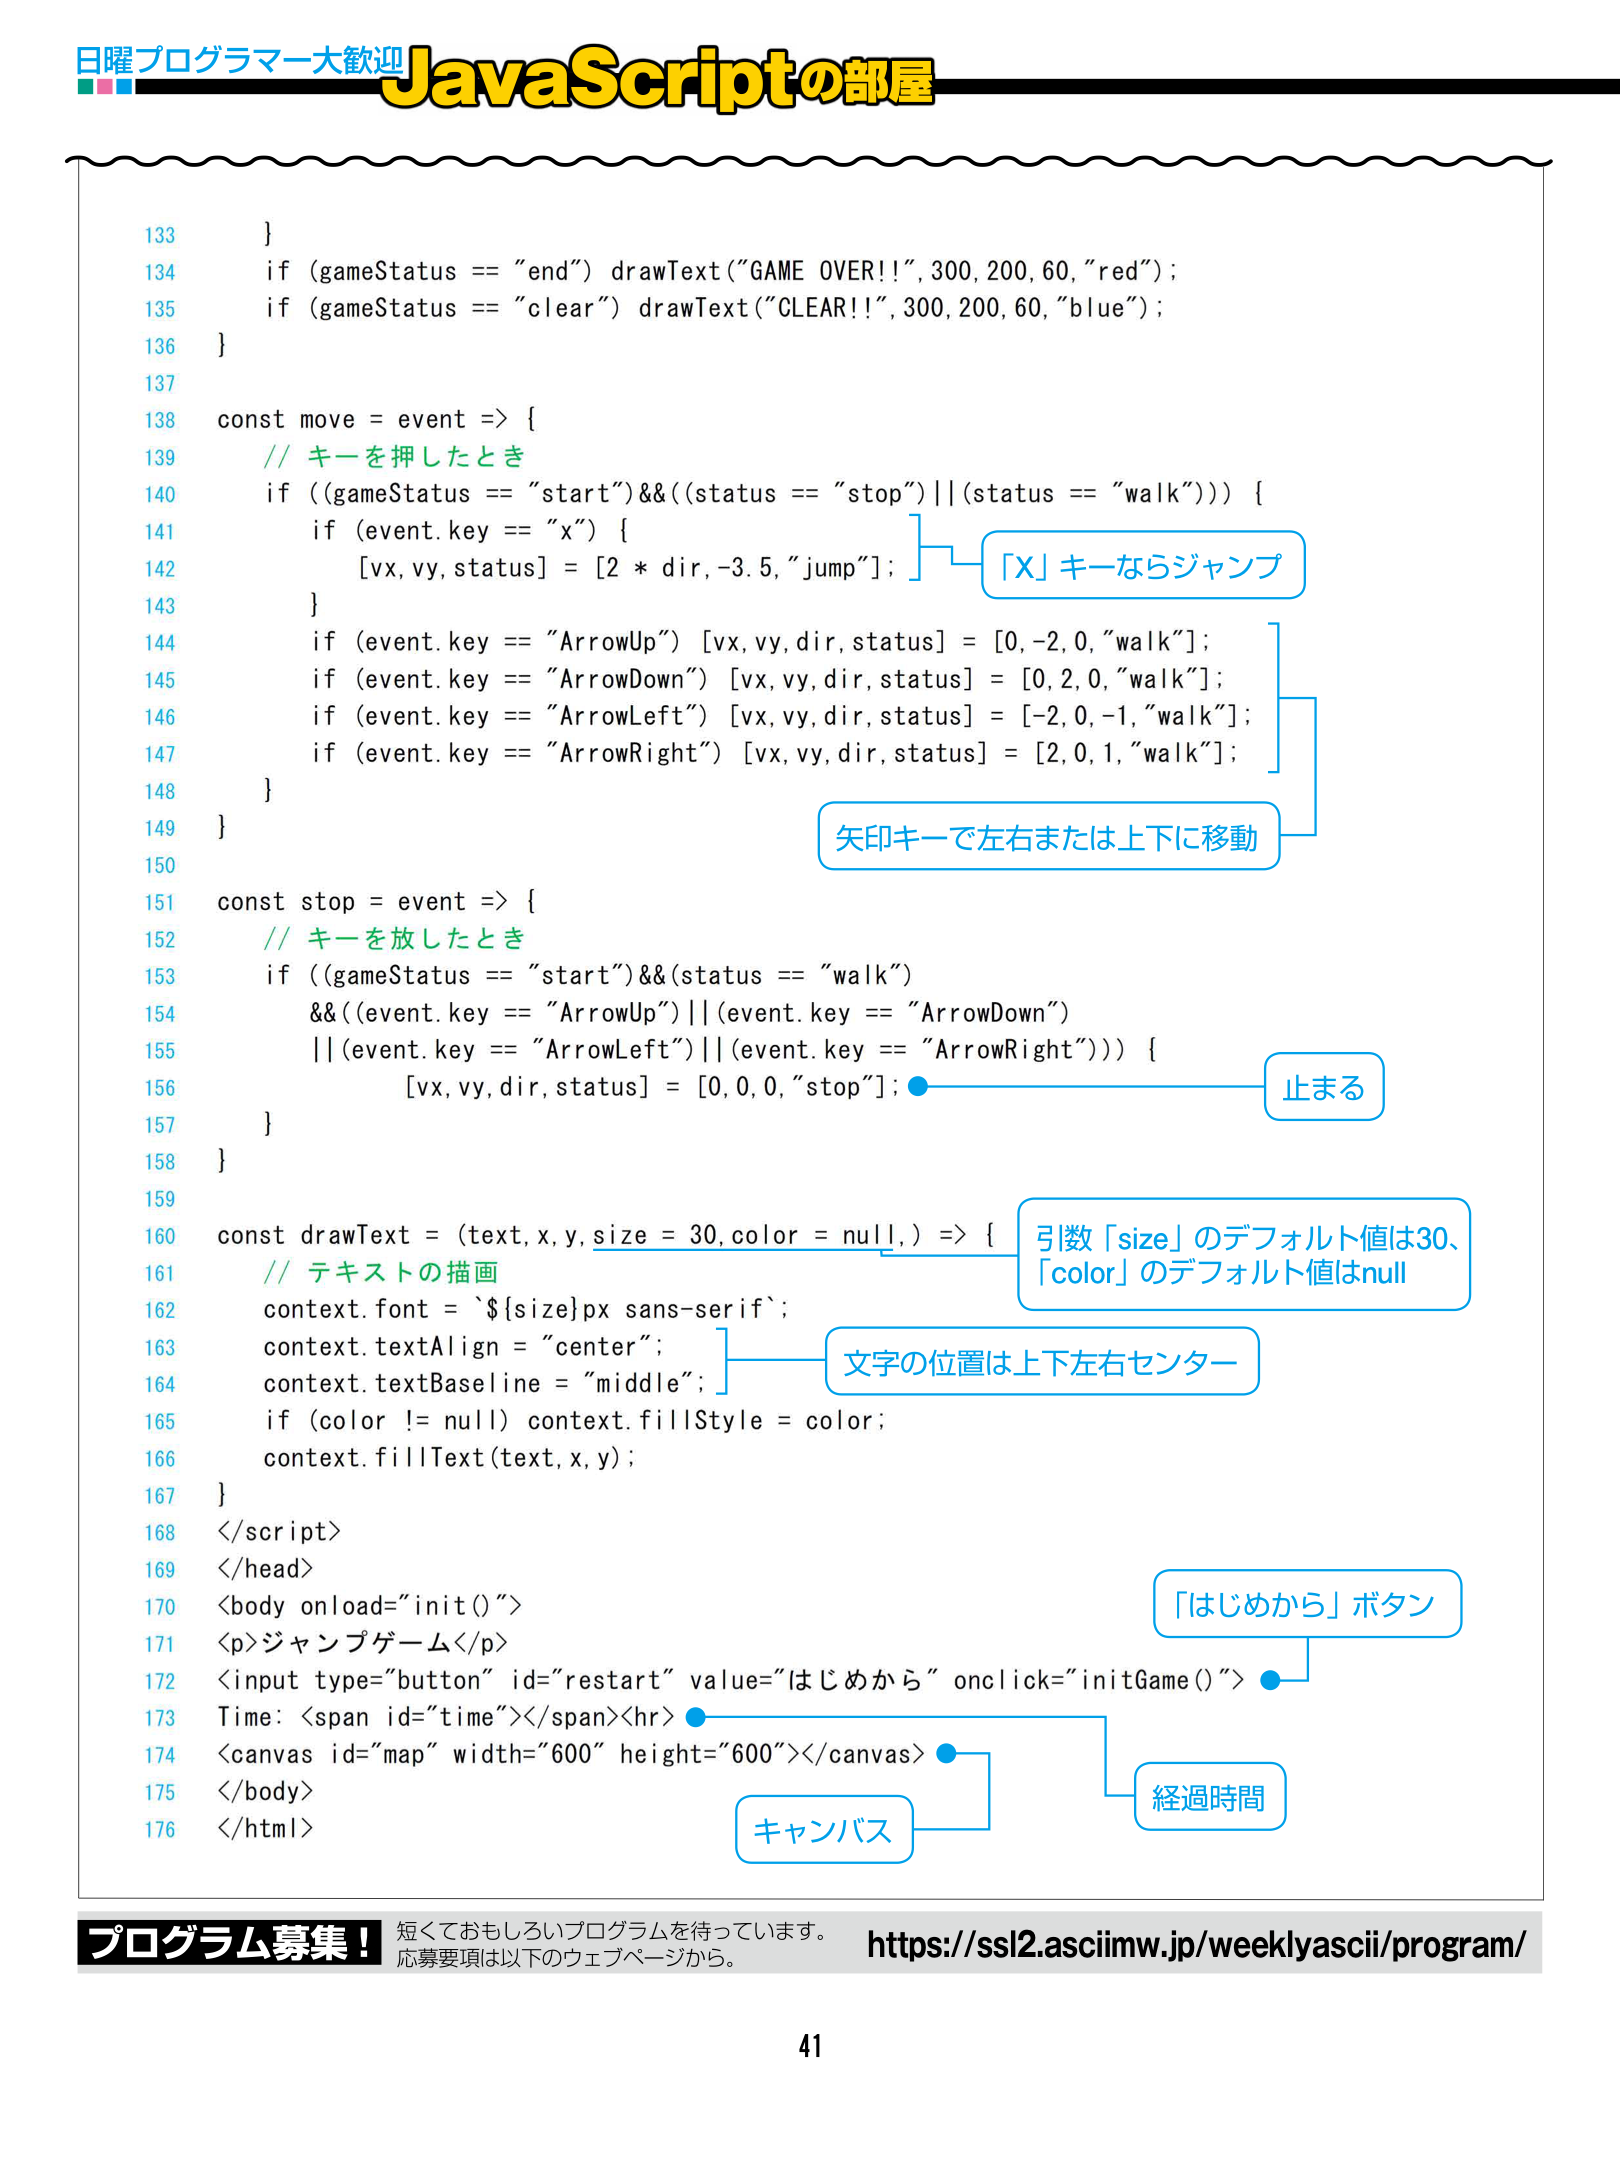 日曜プログラマー大歓迎 JavaScriptの部屋
133 }
134 if (gameStatus == "end") drawText("GAME OVER!!",300,200,60,"red");
135 if (gameStatus == "clear") drawText("CLEAR!!",300,200,60,"blue");
136 }
137
138 const move = event => {
139 // キーを押したとき
140 if ((gameStatus == "start")&&((status == "stop")||(status == "walk"))) {
141 if (event.key == "x") {
142 [vx,vy,status] = [2 * dir,-3.5,"jump"];
「X」キーならジャンプ
143 }
144 if (event.key == "ArrowUp") [vx,vy,dir,status] = [0,-2,0,"walk"];
145 if (event.key == "ArrowDown") [vx,vy,dir,status] = [0,2,0,"walk"];
146 if (event.key == "ArrowLeft") [vx,vy,dir,status] = [-2,0,-1,"walk"];
147 if (event.key == "ArrowRight") [vx,vy,dir,status] = [2,0,1,"walk"];
148 }
149 }
矢印キーで左右または上下に移動
150
151 const stop = event => {
152 // キーを放したとき
153 if ((gameStatus == "start")&&(status == "walk")
154 &&((event.key == "ArrowUp")||(event.key == "ArrowDown")
155 ||(event.key == "ArrowLeft")||(event.key == "ArrowRight"))) {
156 [vx,vy,dir,status] = [0,0,0,"stop"];
止まる
157 }
158 }
159
160 const drawText = (text,x,y,size = 30,color = null,) => {
引数「size」のデフォルト値は30、
「color」のデフォルト値はnull
161 // テキストの描画
162 context.font = `${size}px sans-serif`;
163 context.textAlign = "center";
164 context.textBaseline = "middle";
文字の位置は上下左右センター
165 if (color != null) context.fillStyle = color;
166 context.fillText(text,x,y);
167 }
168 </script>
169 </head>
170 <body onload="init()">
171 <p>ジャンプゲーム</p>
「はじめから」ボタン
172 <input type="button" id="restart" value="はじめから" onclick="initGame()">
173 Time: <span id="time"></span><hr>
174 <canvas id="map" width="600" height="600"></canvas>
175 </body>
経過時間
176 </html>
キャンバス
プログラム募集！
短くておもしろいプログラムを待っています。
応募要項は以下のウェブページから。
https://ssl2.asciimw.jp/weeklyascii/program/
41